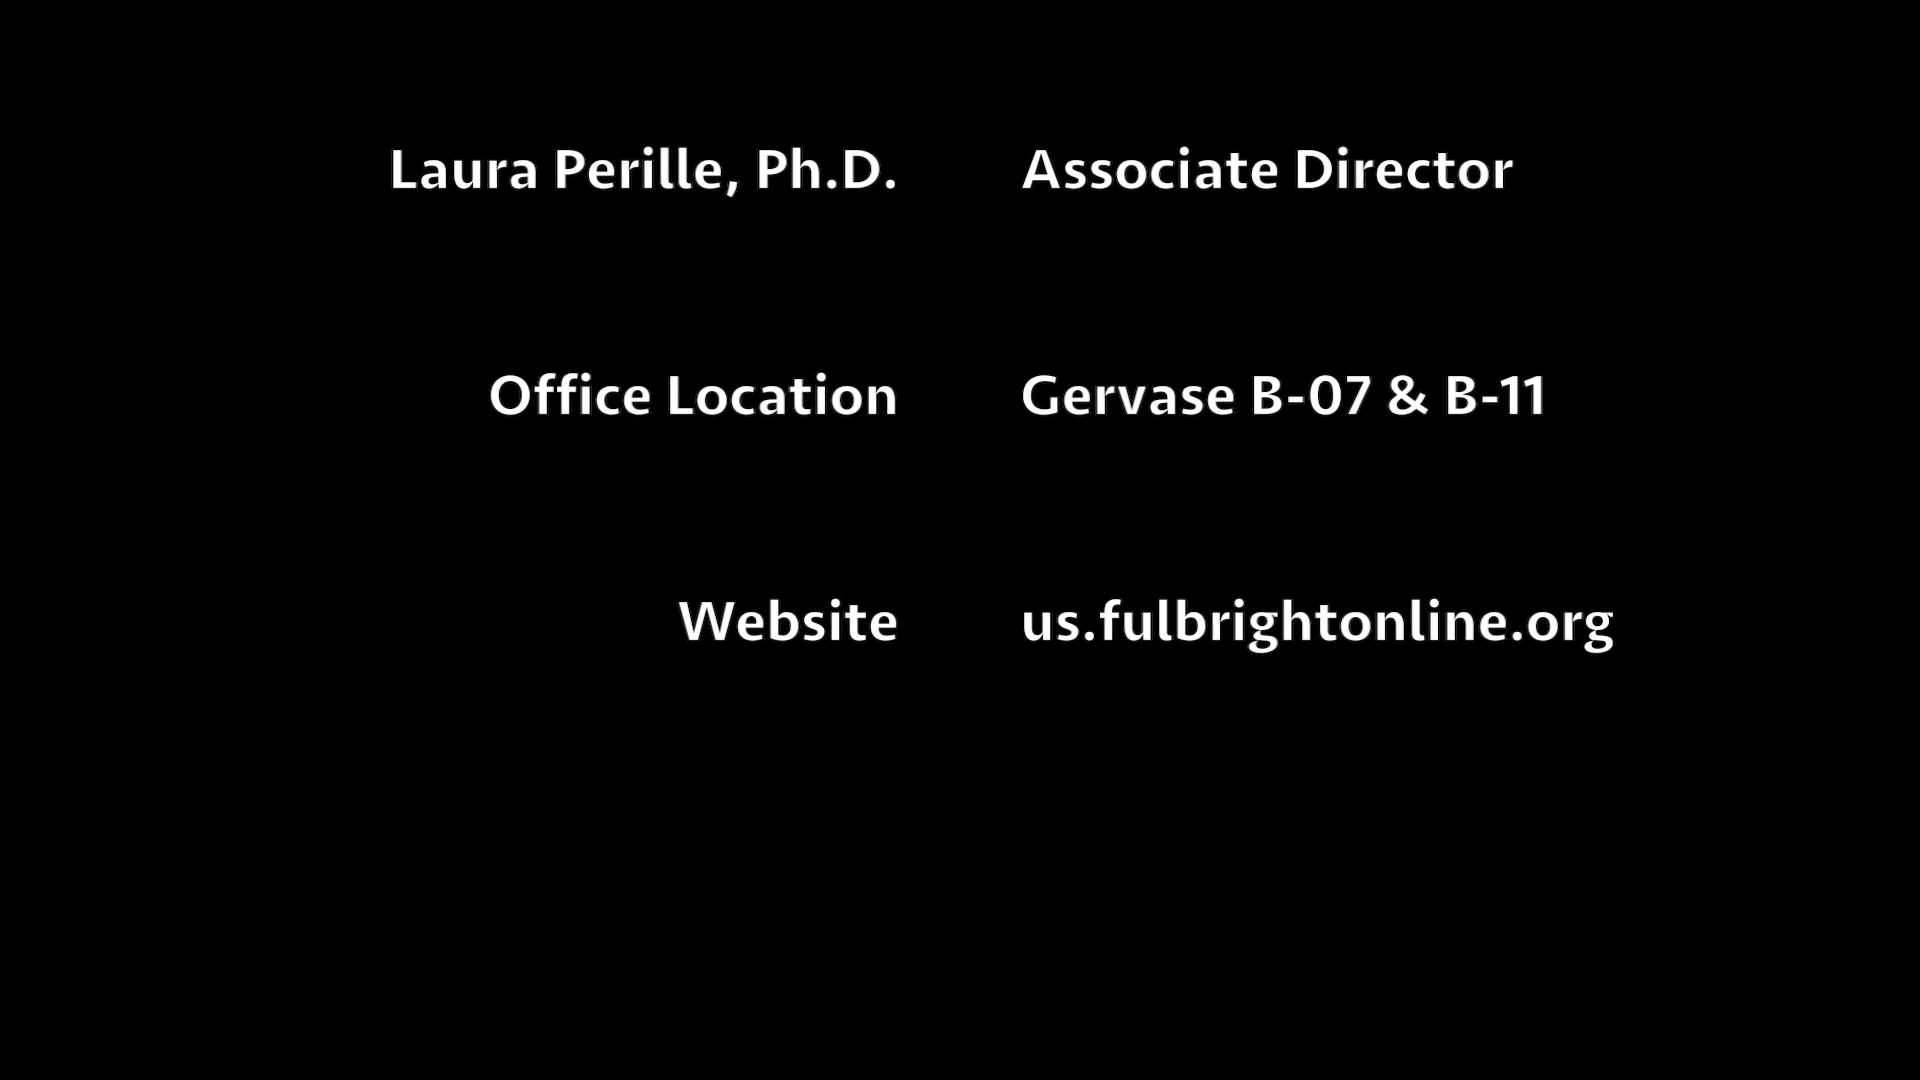 Laura Perille, Ph.D. Associate Director
Office Location Gervase B-07 & B-11
Website us.fulbrightonline.org